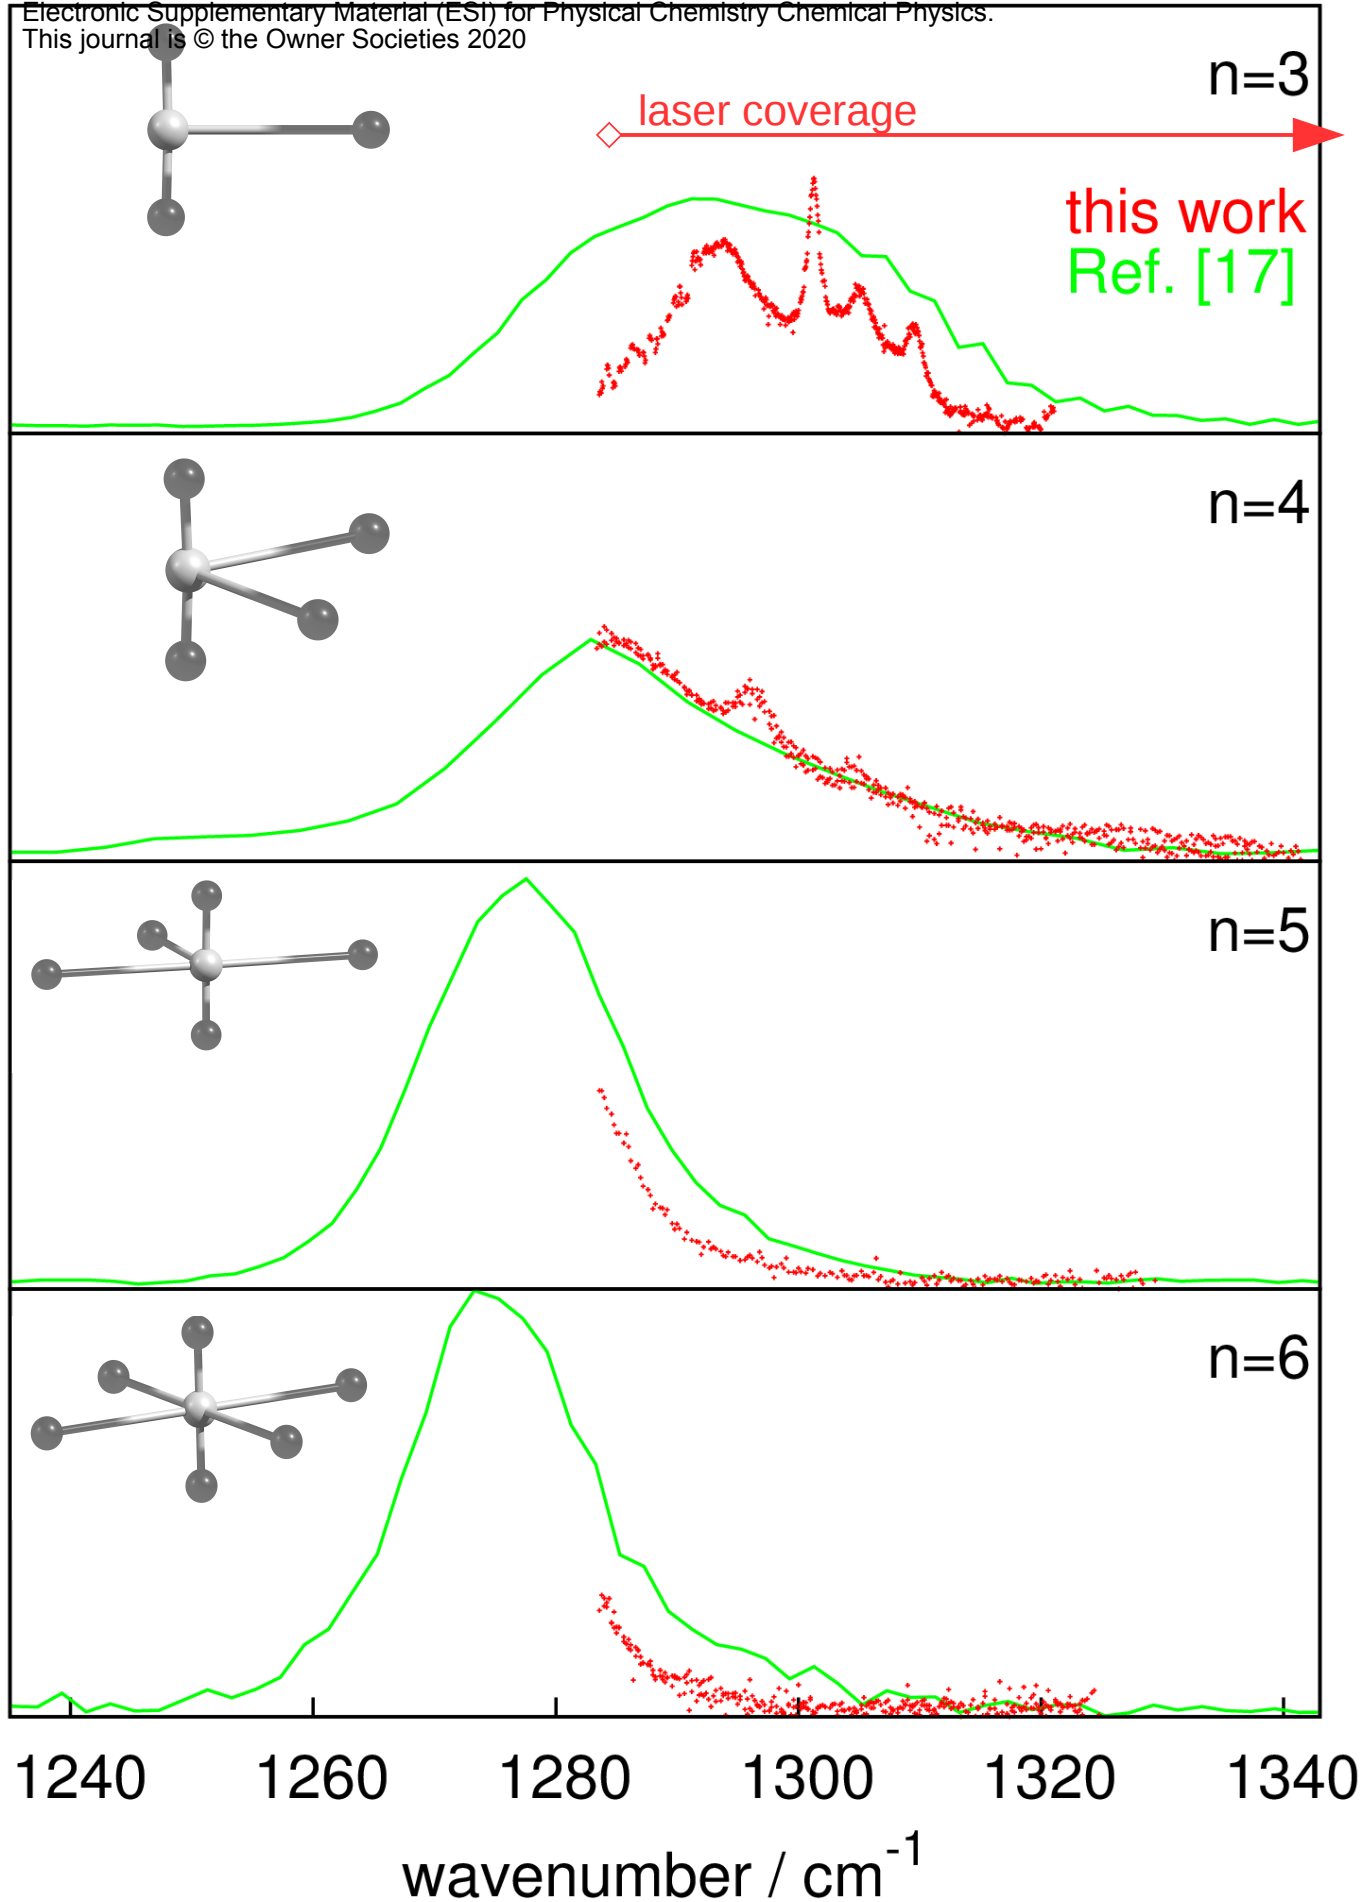 Electronic Supplementary Material (ESI) for Physical Chemistry Chemical Physics.
This journal is © the Owner Societies 2020
n=3
laser coverage
this work
Ref. [17]
n=4
n=5
n=6
1240 1260 1280 1300 1320 1340
wavenumber / cm-1